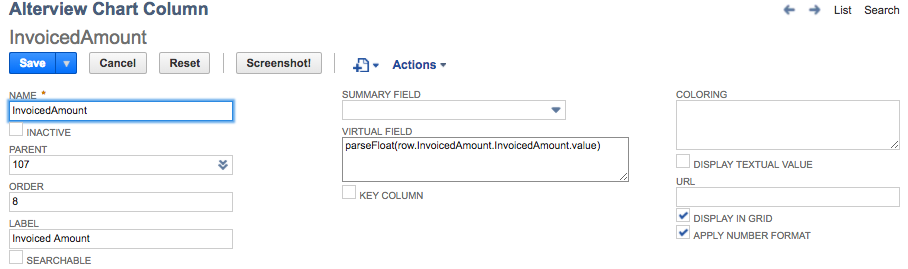 Alterview Chart Column
List Search
InvoicedAmount
Save Cancel Reset Screenshot! Actions
NAME *
InvoicedAmount
INACTIVE
PARENT
107
ORDER
8
LABEL
Invoiced Amount
SEARCHABLE
SUMMARY FIELD
VIRTUAL FIELD
parseFloat(row.InvoicedAmount.InvoicedAmount.value)
KEY COLUMN
COLORING
DISPLAY TEXTUAL VALUE
URL
DISPLAY IN GRID
APPLY NUMBER FORMAT